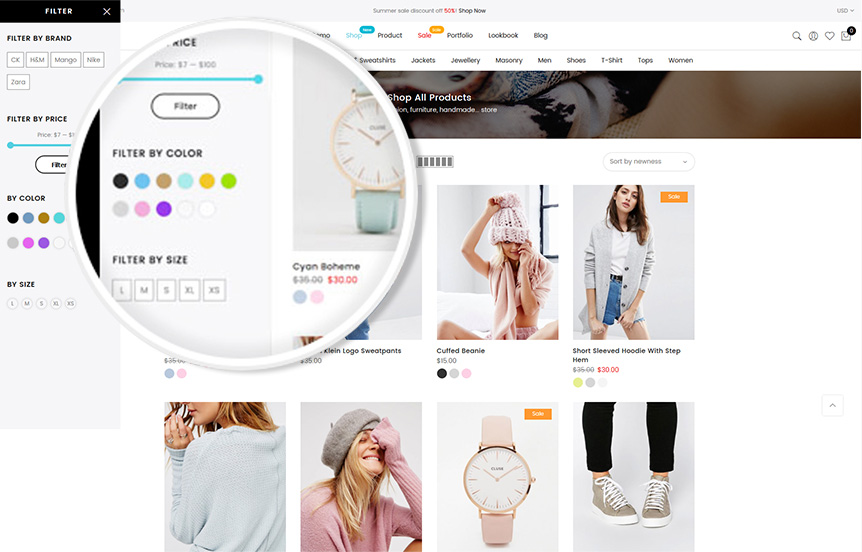 FILTER
Summer sale discount off 50%! Shop Now
USD
New
Sale
Shop
Product
Sale
Portfolio
Lookbook
Blog
0
Sweatshirts
Jackets
Jewellery
Masonry
Men
Shoes
T-Shirt
Tops
Women
FILTER BY BRAND
CK
H&M
Mango
Nike
Zara
FILTER BY PRICE
Price: $7 —
Filter
BY COLOR
BY SIZE
L
M
S
XL
XS
PRICE
Price: $7 — $100
Filter
FILTER BY COLOR
FILTER BY SIZE
L
M
S
XL
XS
CLUSE
Cyan Boheme
$35.00 $30.00
Shop All Products
furniture, handmade... store
Sort by newness
Sale
$35.00
Klein Logo Sweatpants
$35.00
Cuffed Beanie
$15.00
Short Sleeved Hoodie With Step
Hem
$35.00 $30.00
Sale
CLUSE